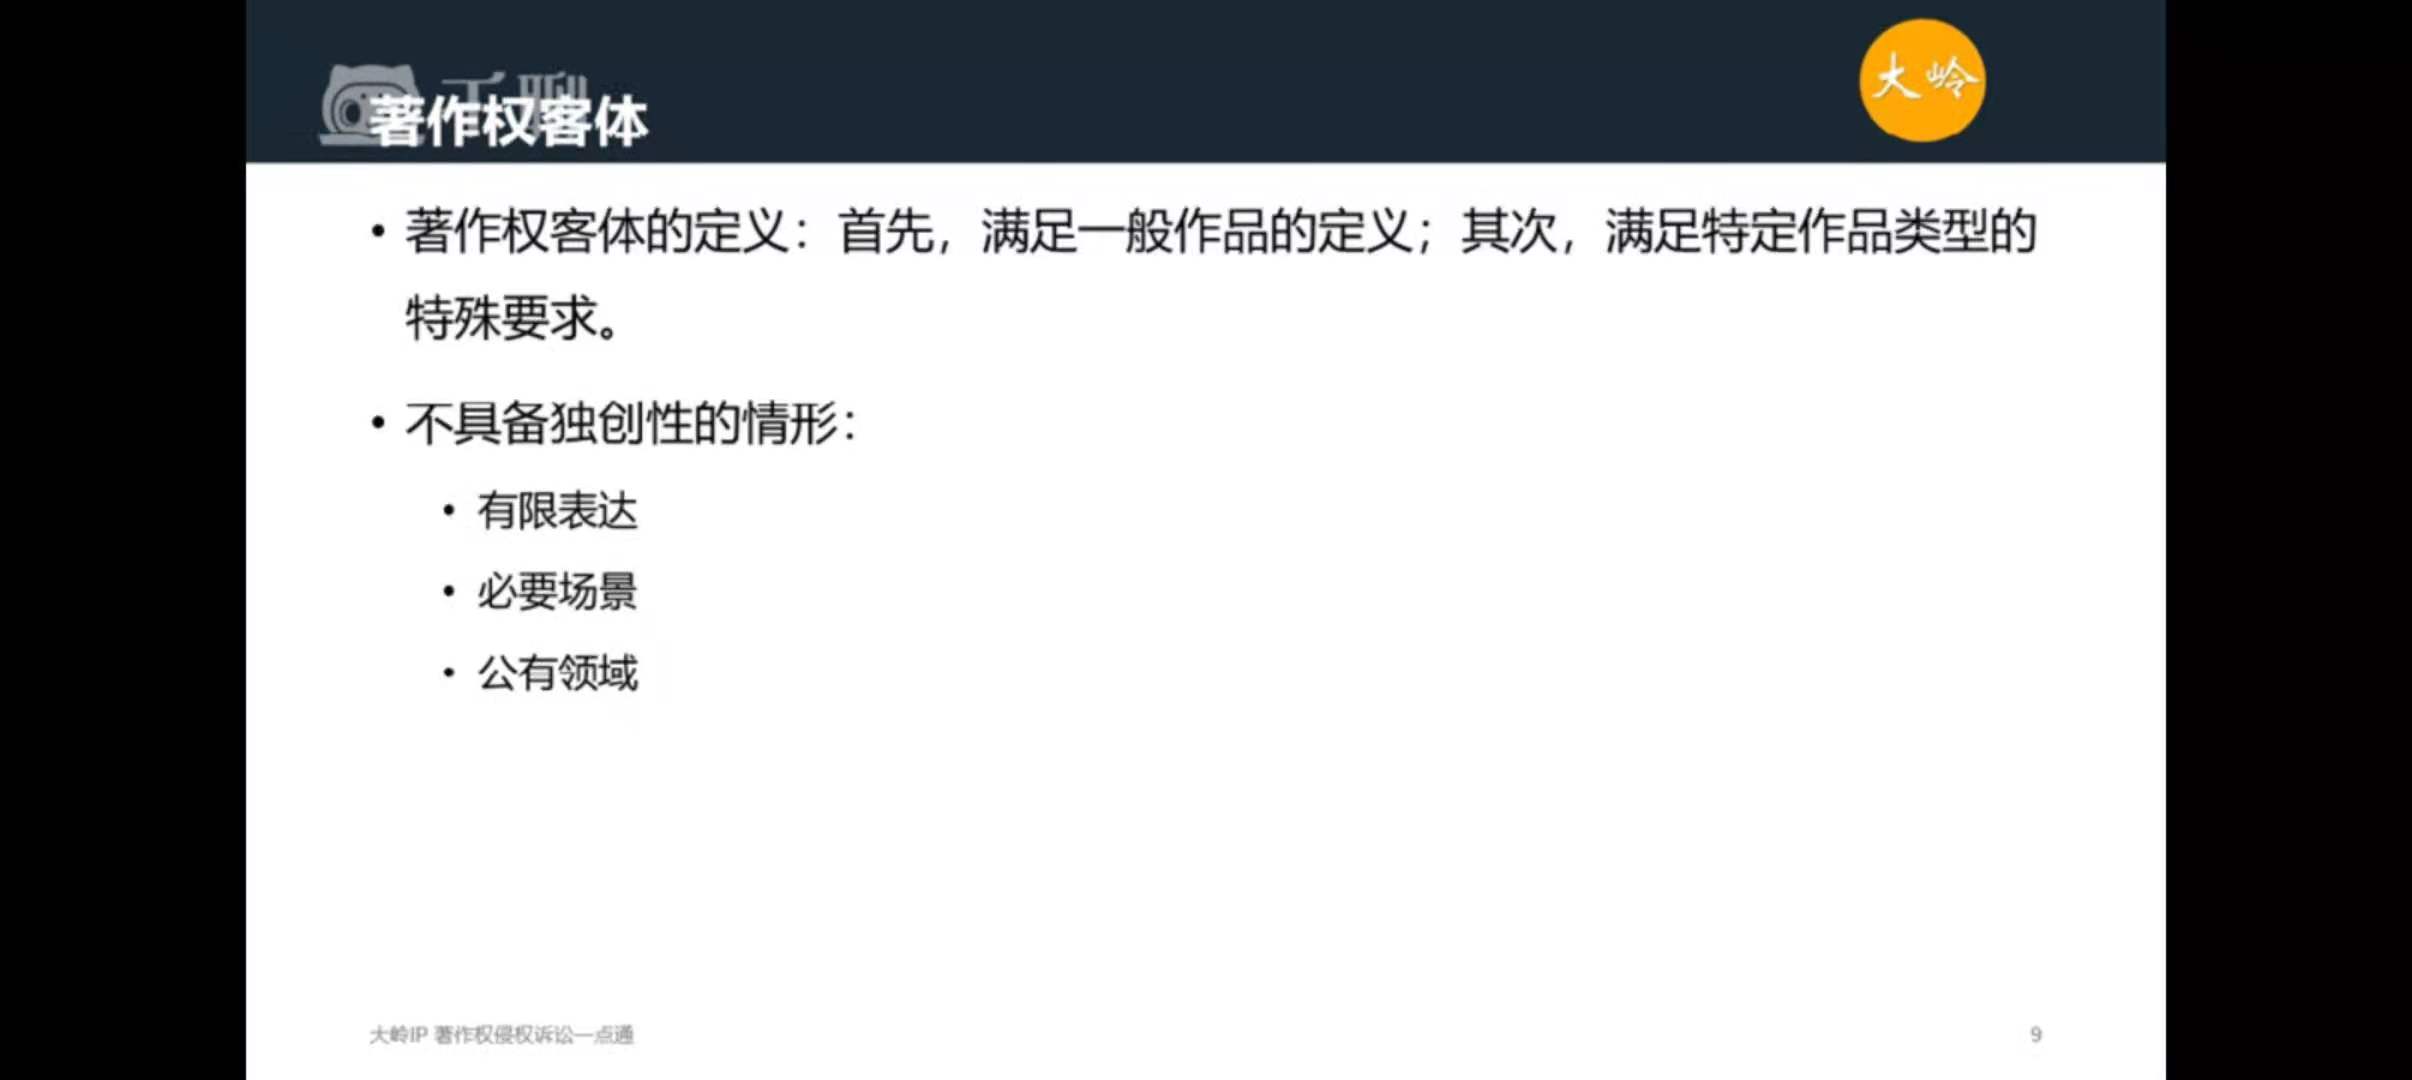 千聊
著作权客体
大岭
• 著作权客体的定义：首先，满足一般作品的定义；其次，满足特定作品类型的
特殊要求。
• 不具备独创性的情形：
• 有限表达
• 必要场景
• 公有领域
大岭IP 著作权侵权诉讼一点通
9